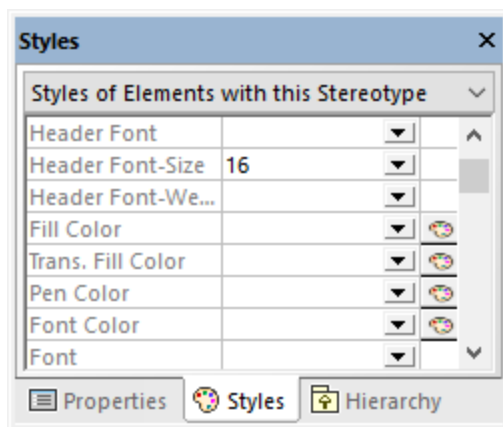 Styles
Styles of Elements with this Stereotype
Header Font
Header Font-Size 16
Header Font-We...
Fill Color
Trans. Fill Color
Pen Color
Font Color
Font
Properties Styles Hierarchy